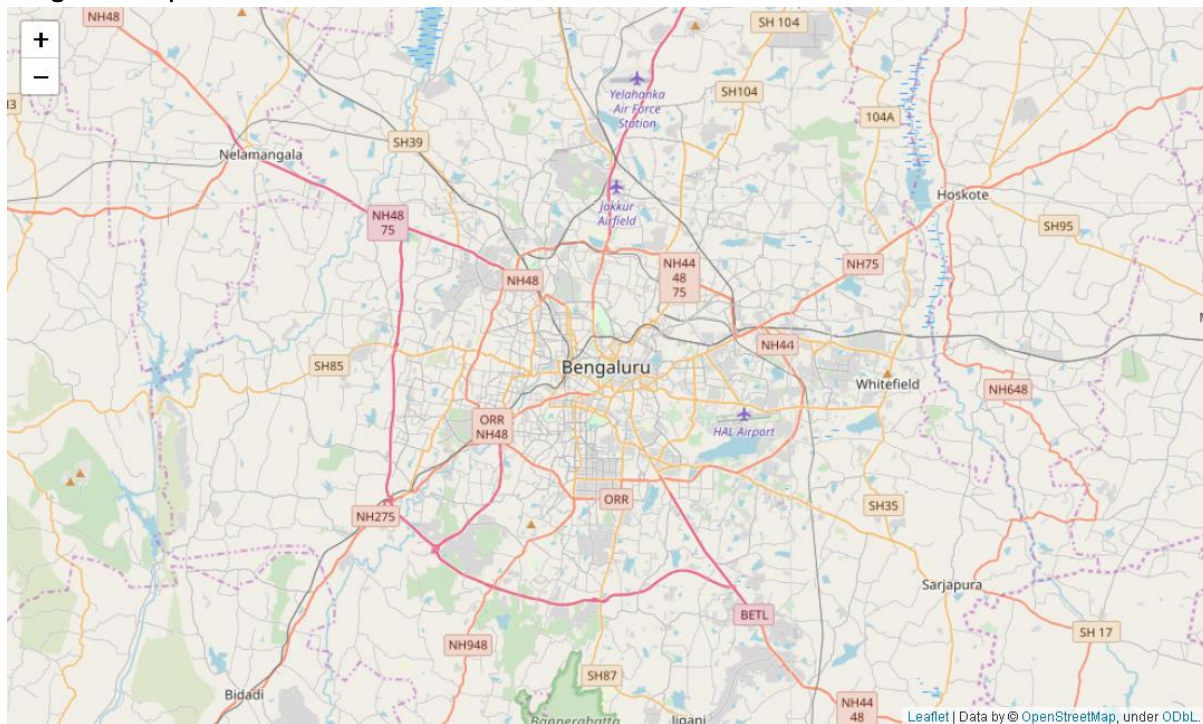 +
−
NH48
SH 104
Yelahanka
Air Force
Station
SH104
104A
SH39
Nelamangala
Jakkur
Airfield
Hoskote
NH48
75
SH95
NH44
48
75
NH75
NH48
NH44
Bengaluru
SH85
Whitefield
NH648
ORR
NH48
HAL Airport
ORR
SH35
NH275
Sarjapura
BETL
SH 17
NH948
SH87
Bidadi
NH44
48
Leaflet | Data by © OpenStreetMap, under ODbL.